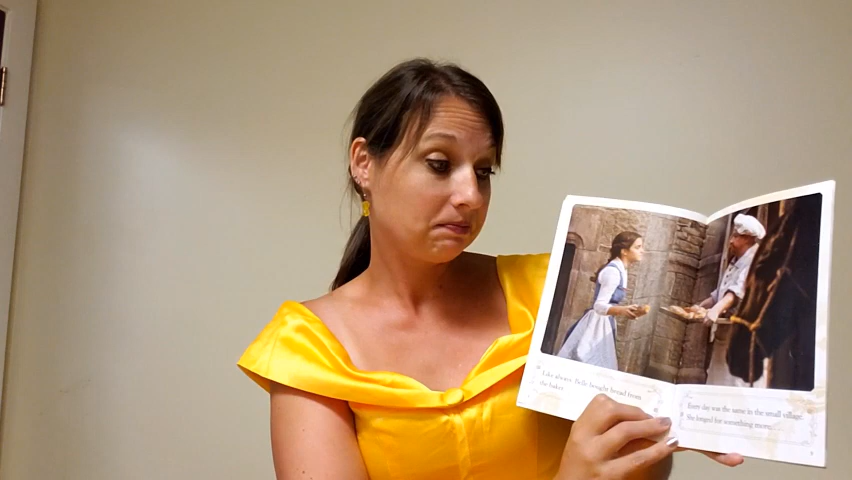 Like always, Belle bought bread from
the baker.
Every day was the same in the small village.
She longed for something more...